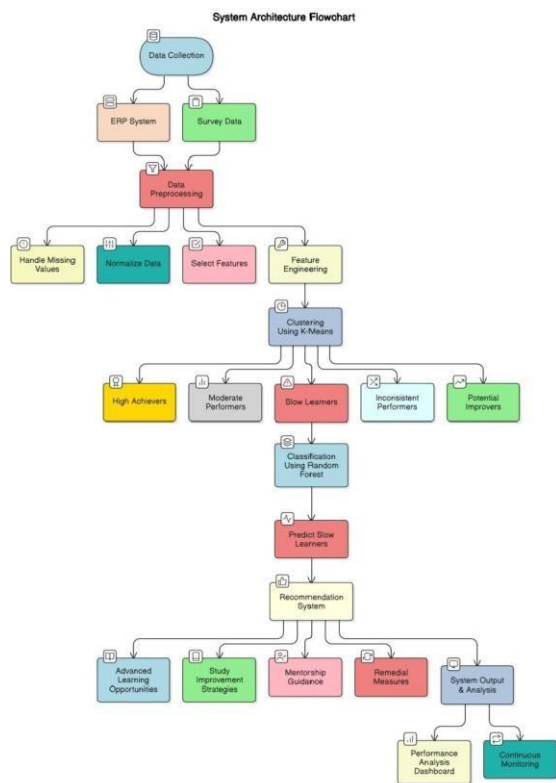 System Architecture Flowchart
Data Collection
ERP System
Survey Data
Data
Preprocessing
Handle Missing
Values
Normalize Data
Select Features
Feature
Engineering
Clustering
Using K-Means
High Achievers
Moderate
Performers
Slow Learners
Inconsistent
Performers
Potential
Improvers
Classification
Using Random
Forest
Predict Slow
Learners
Recommendation
System
Advanced
Learning
Opportunities
Study
Improvement
Strategies
Mentorship
Guidance
Remedial
Measures
System Output
& Analysis
Performance
Analysis
Dashboard
Continuous
Monitoring